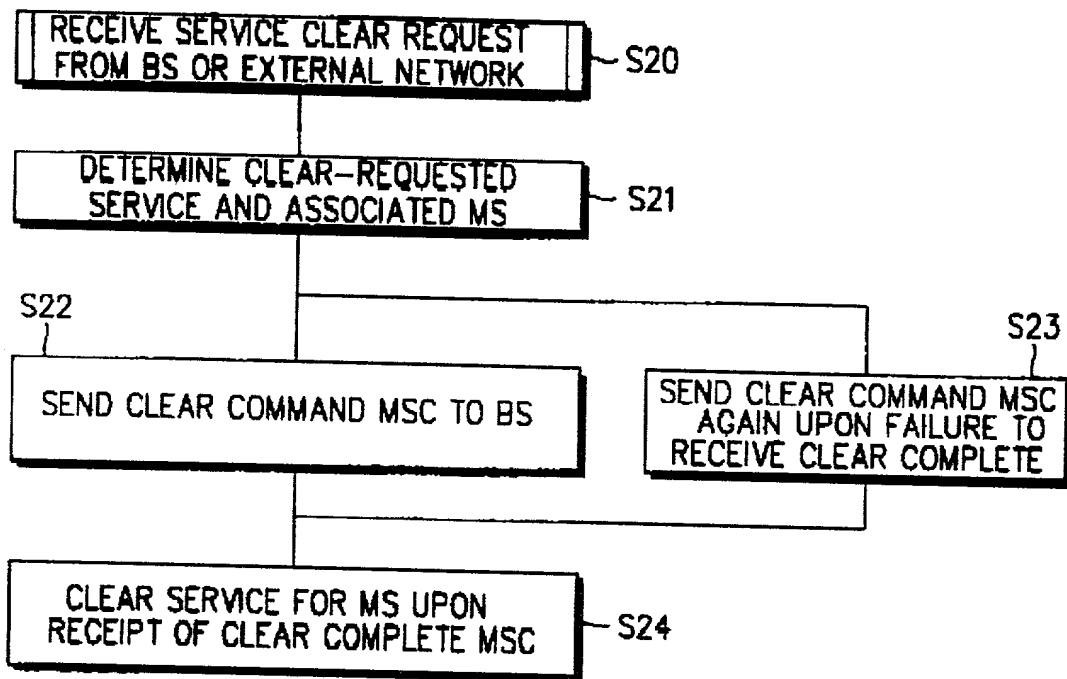 RECEIVE SERVICE CLEAR REQUEST
FROM BS OR EXTERNAL NETWORK
S20
DETERMINE CLEAR-REQUESTED
SERVICE AND ASSOCIATED MS
S21
S22
SEND CLEAR COMMAND MSC TO BS
S23
SEND CLEAR COMMAND MSC
AGAIN UPON FAILURE TO
RECEIVE CLEAR COMPLETE
CLEAR SERVICE FOR MS UPON
RECEIPT OF CLEAR COMPLETE MSC
S24